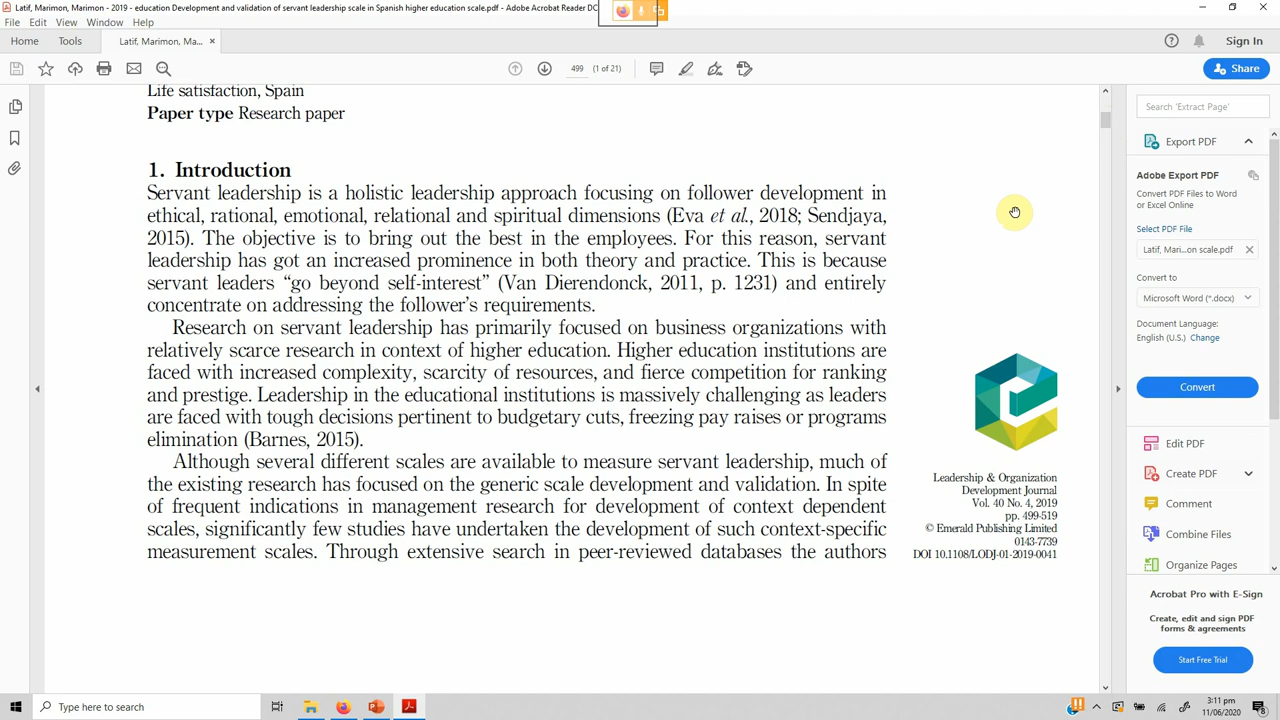 Latif, Marimon, Marimon - 2019 - education Development and validation of servant leadership scale in Spanish higher education scale.pdf - Adobe Acrobat Reader DC
File Edit View Window Help
Home Tools Latif, Marimon, Ma... × Sign In
499 (1 of 21) Share
Life satisfaction, Spain
Paper type Research paper
1. Introduction
Servant leadership is a holistic leadership approach focusing on follower development in
ethical, rational, emotional, relational and spiritual dimensions (Eva et al., 2018; Sendjaya,
2015). The objective is to bring out the best in the employees. For this reason, servant
leadership has got an increased prominence in both theory and practice. This is because
servant leaders “go beyond self-interest” (Van Dierendonck, 2011, p. 1231) and entirely
concentrate on addressing the follower’s requirements.
Research on servant leadership has primarily focused on business organizations with
relatively scarce research in context of higher education. Higher education institutions are
faced with increased complexity, scarcity of resources, and fierce competition for ranking
and prestige. Leadership in the educational institutions is massively challenging as leaders
are faced with tough decisions pertinent to budgetary cuts, freezing pay raises or programs
elimination (Barnes, 2015).
Although several different scales are available to measure servant leadership, much of
the existing research has focused on the generic scale development and validation. In spite
of frequent indications in management research for development of context dependent
scales, significantly few studies have undertaken the development of such context-specific
measurement scales. Through extensive search in peer-reviewed databases the authors
Leadership & Organization
Development Journal
Vol. 40 No. 4, 2019
pp. 499-519
© Emerald Publishing Limited
0143-7739
DOI 10.1108/LODJ-01-2019-0041
Search 'Extract Page'
Export PDF
Adobe Export PDF
Convert PDF Files to Word
or Excel Online
Select PDF File
Latif, Mari...on scale.pdf
Convert to
Microsoft Word (*.docx)
Document Language:
English (U.S.) Change
Convert
Edit PDF
Create PDF
Comment
Combine Files
Organize Pages
Acrobat Pro with E-Sign
Create, edit and sign PDF
forms & agreements
Start Free Trial
Type here to search
3:11 pm
11/06/2020
8